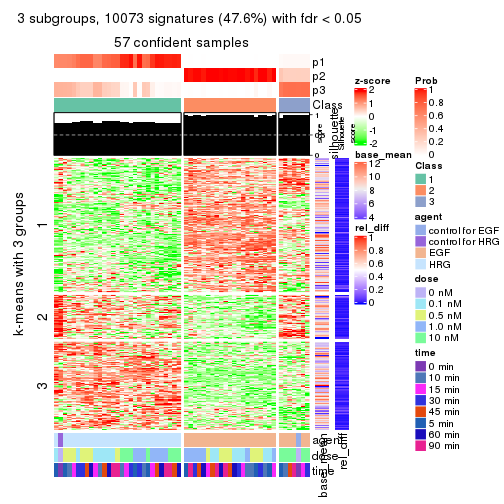 3 subgroups, 10073 signatures (47.6%) with fdr < 0.05
57 confident samples
p1
p2
p3
Class
1
0.5
0
silhouette
score
k-means with 3 groups
1
2
3
agent
dose
time
base_mean
rel_diff
z-score
2
1
0
-1
-2
base_mean
12
10
8
6
4
rel_diff
1
0.8
0.6
0.4
0.2
0
Prob
1
0.8
0.6
0.4
0.2
0
Class
1
2
3
agent
control for EGF
control for HRG
EGF
HRG
dose
0 nM
0.1 nM
0.5 nM
1.0 nM
10 nM
time
0 min
10 min
15 min
30 min
45 min
5 min
60 min
90 min